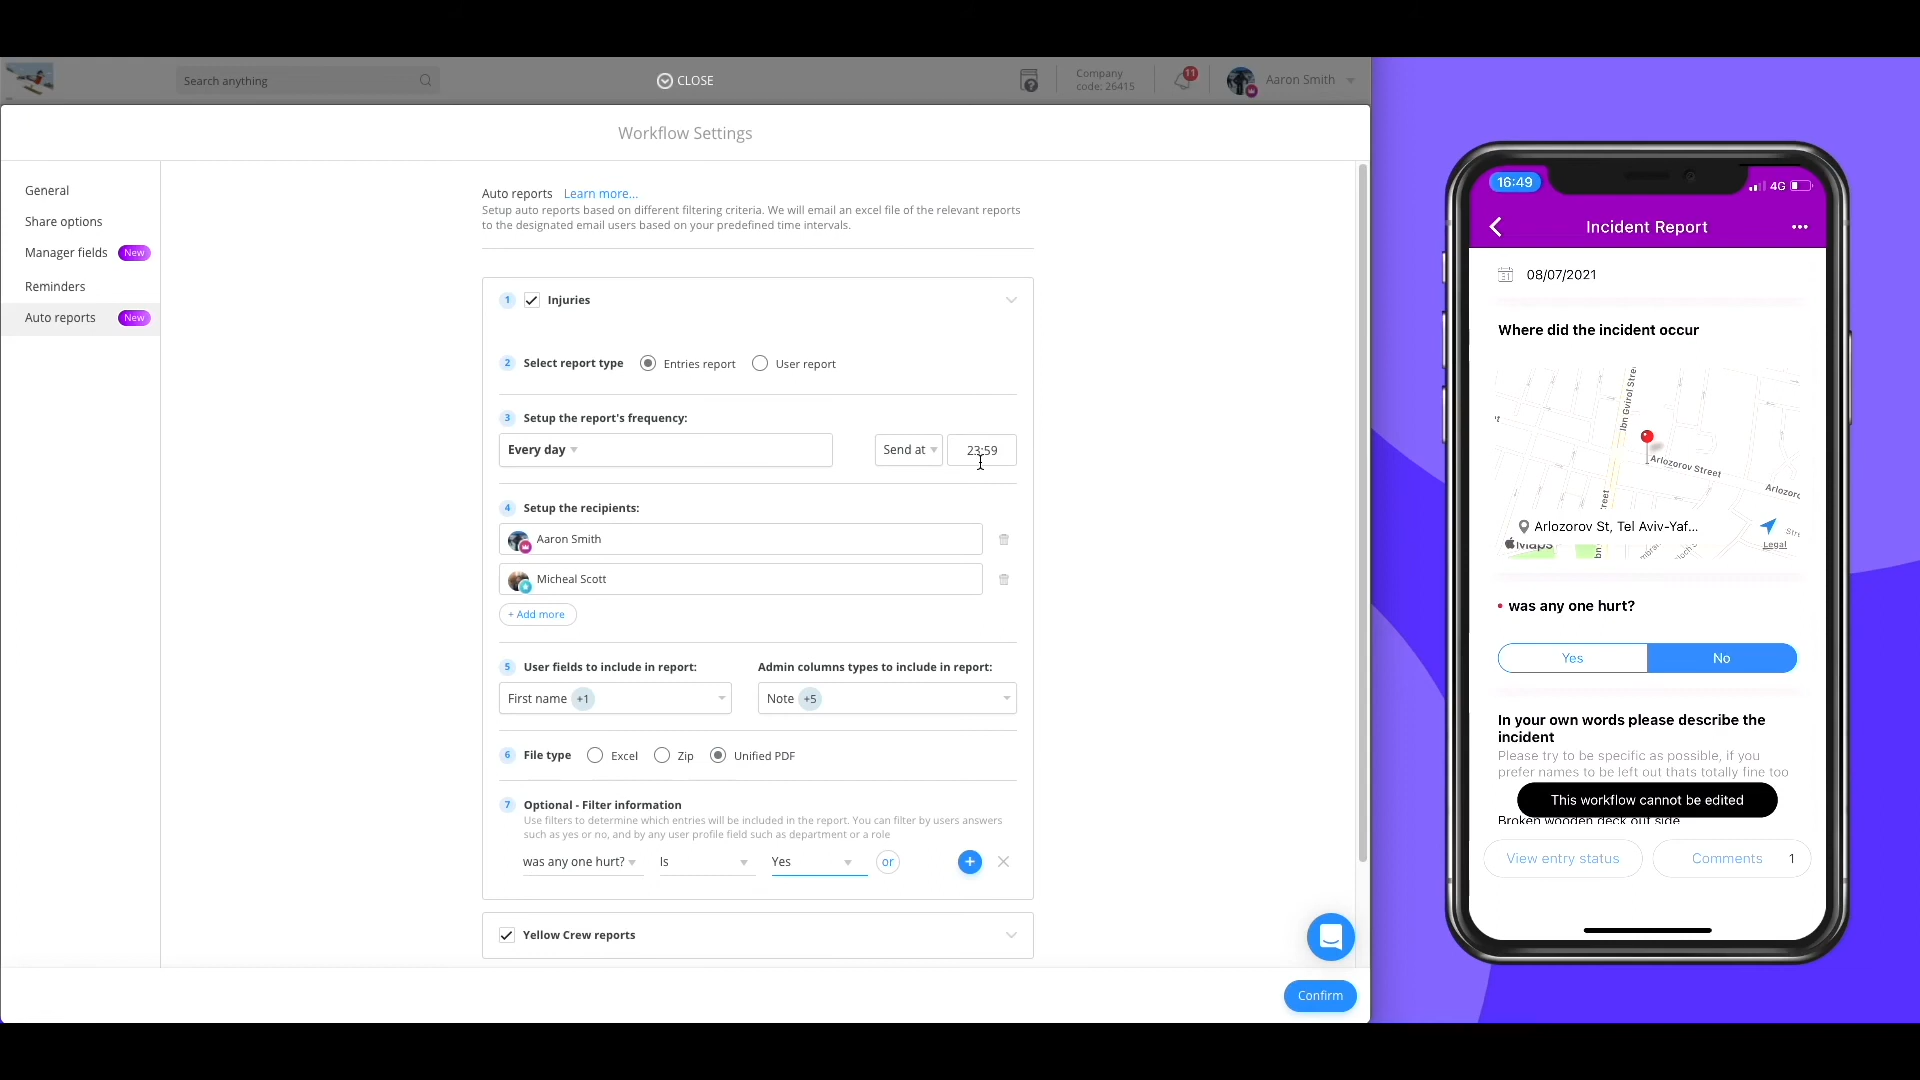 Search anything
CLOSE
Company
code: 26415
11
Aaron Smith
Workflow Settings
General
Share options
Manager fields New
Reminders
Auto reports New
Auto reports Learn more...
Setup auto reports based on different filtering criteria. We will email an excel file of the relevant reports
to the designated email users based on your predefined time intervals.
1 Injuries
2 Select report type Entries report User report
3 Setup the report's frequency:
Every day Send at 23:59
4 Setup the recipients:
Aaron Smith
Micheal Scott
+ Add more
5 User fields to include in report: Admin columns types to include in report:
First name +1 Note +5
6 File type Excel Zip Unified PDF
7 Optional - Filter information
Use filters to determine which entries will be included in the report. You can filter by users answers
such as yes or no, and by any user profile field such as department or a role
was any one hurt? Is Yes or
Yellow Crew reports
Confirm
16:49 4G
Incident Report
31 08/07/2021
Where did the incident occur
Ibn Gvirol Stre
Arlozorov Street
Arlozorc
Arlozorov St, Tel Aviv-Yaf...
Maps
Legal
• was any one hurt?
Yes No
In your own words please describe the
incident
Please try to be specific as possible, if you
prefer names to be left out thats totally fine too
This workflow cannot be edited
Broken wooden deck out side
View entry status Comments 1